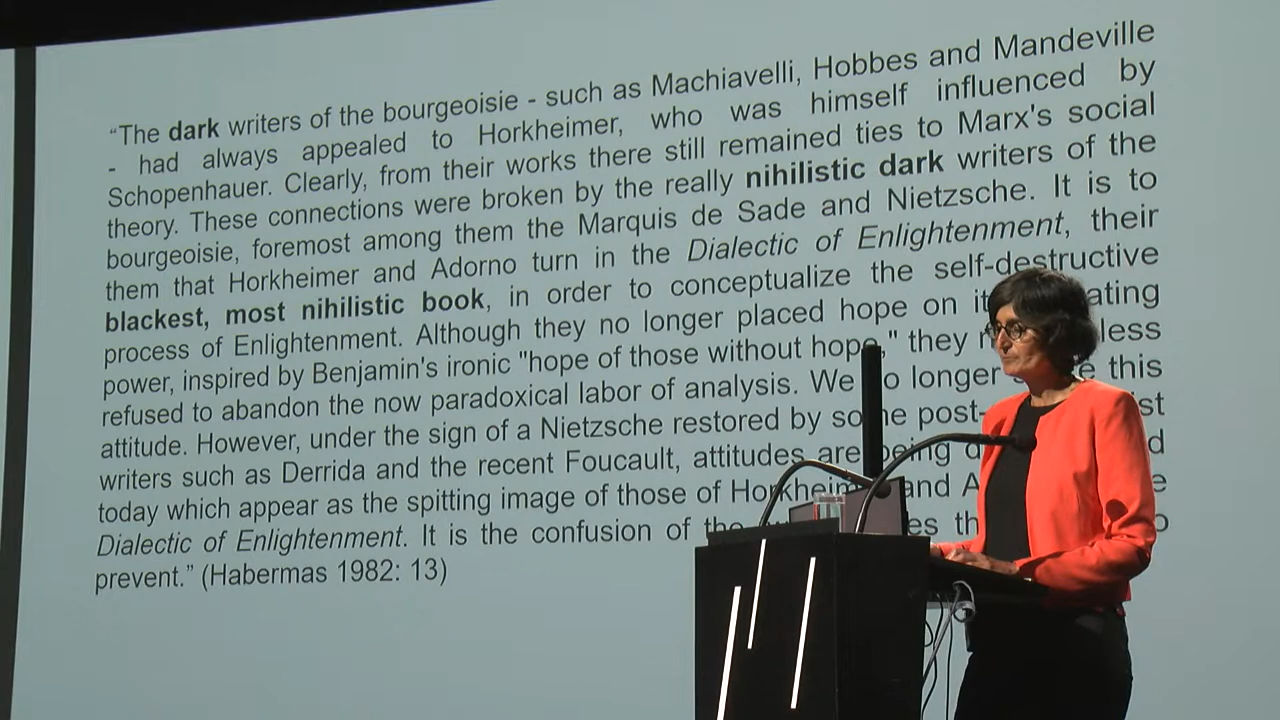 “The dark writers of the bourgeoisie - such as Machiavelli, Hobbes and Mandeville
- had always appealed to Horkheimer, who was himself influenced by
Schopenhauer. Clearly, from their works there still remained ties to Marx's social
theory. These connections were broken by the really nihilistic dark writers of the
bourgeoisie, foremost among them the Marquis de Sade and Nietzsche. It is to
them that Horkheimer and Adorno turn in the Dialectic of Enlightenment, their
blackest, most nihilistic book, in order to conceptualize the self-destructive
process of Enlightenment. Although they no longer placed hope on
power, inspired by Benjamin's ironic "hope of those without hope," they
refused to abandon the now paradoxical labor of analysis. We no longer this
attitude. However, under the sign of a Nietzsche restored by some post-
writers such as Derrida and the recent Foucault, attitudes are being
today which appear as the spitting image of those of Horkheimer and
Dialectic of Enlightenment. It is the confusion of
prevent.” (Habermas 1982: 13)